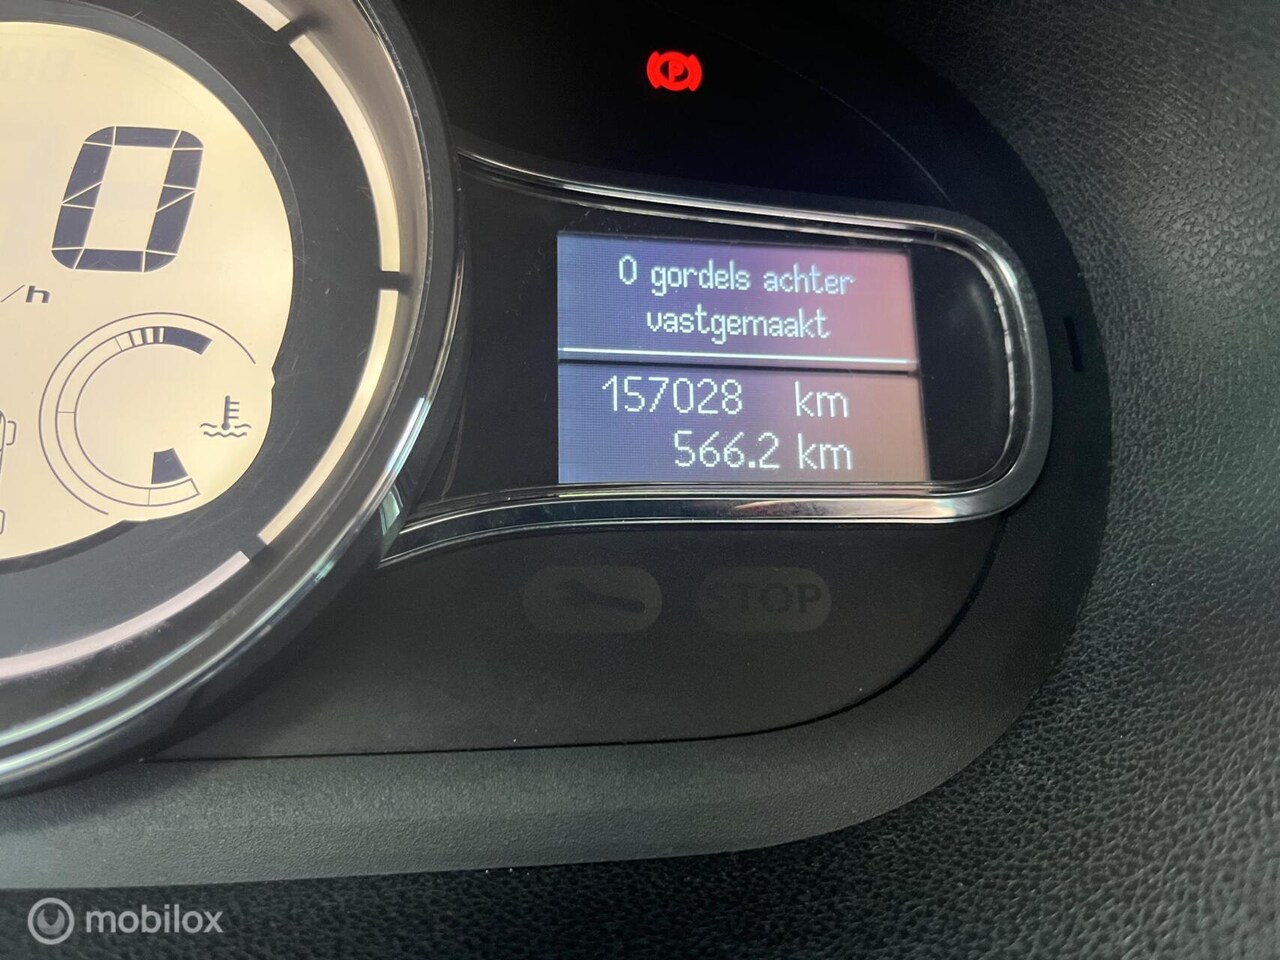 0
/h
P
0 gordels achter
vastgemaakt
157028 km
566.2 km
STOP
mobilox